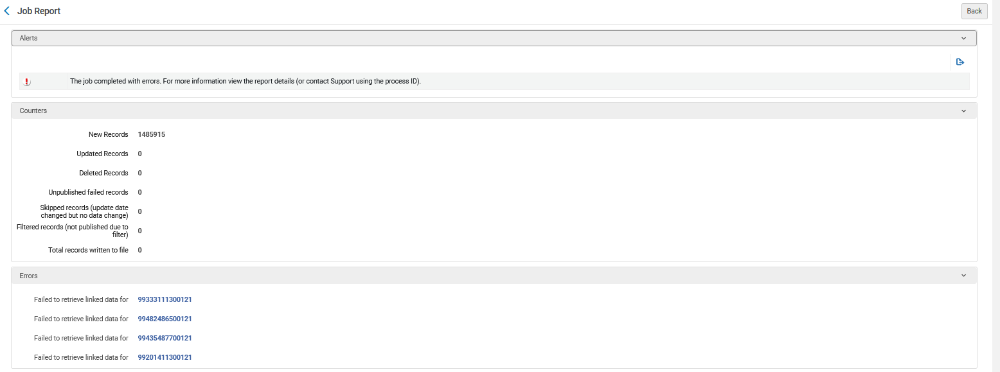 Job Report
Back
Alerts
The job completed with errors. For more information view the report details (or contact Support using the process ID).
Counters
New Records 1485915
Updated Records 0
Deleted Records 0
Unpublished failed records 0
Skipped records (update date
changed but no data change) 0
Filtered records (not published due to
filter) 0
Total records written to file 0
Errors
Failed to retrieve linked data for 99333111300121
Failed to retrieve linked data for 99482486500121
Failed to retrieve linked data for 99435487700121
Failed to retrieve linked data for 99201411300121